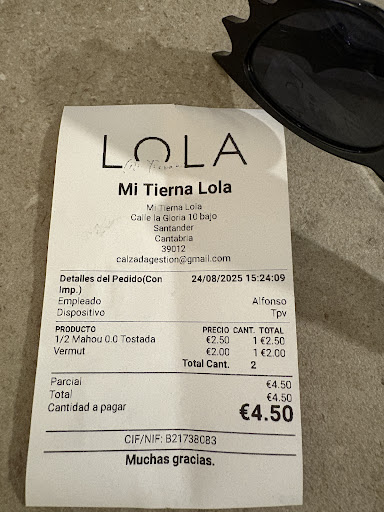 LOLA
Mi Tierna Lola
Mi Tierna Lola
Calle la Gloria 10 bajo
Santander
Cantabria
39012
calzadagestion@gmail.com
Detalles del Pedido(Con Imp.) 24/08/2025 15:24:09
Empleado Alfonso
Dispositivo Tpv
PRODUCTO PRECIO CANT. TOTAL
1/2 Mahou 0.0 Tostada €2.50 1 €2.50
Vermut €2.00 1 €2.00
Total Cant. 2
Parcial €4.50
Total €4.50
Cantidad a pagar €4.50
CIF/NIF: B21738083
Muchas gracias.